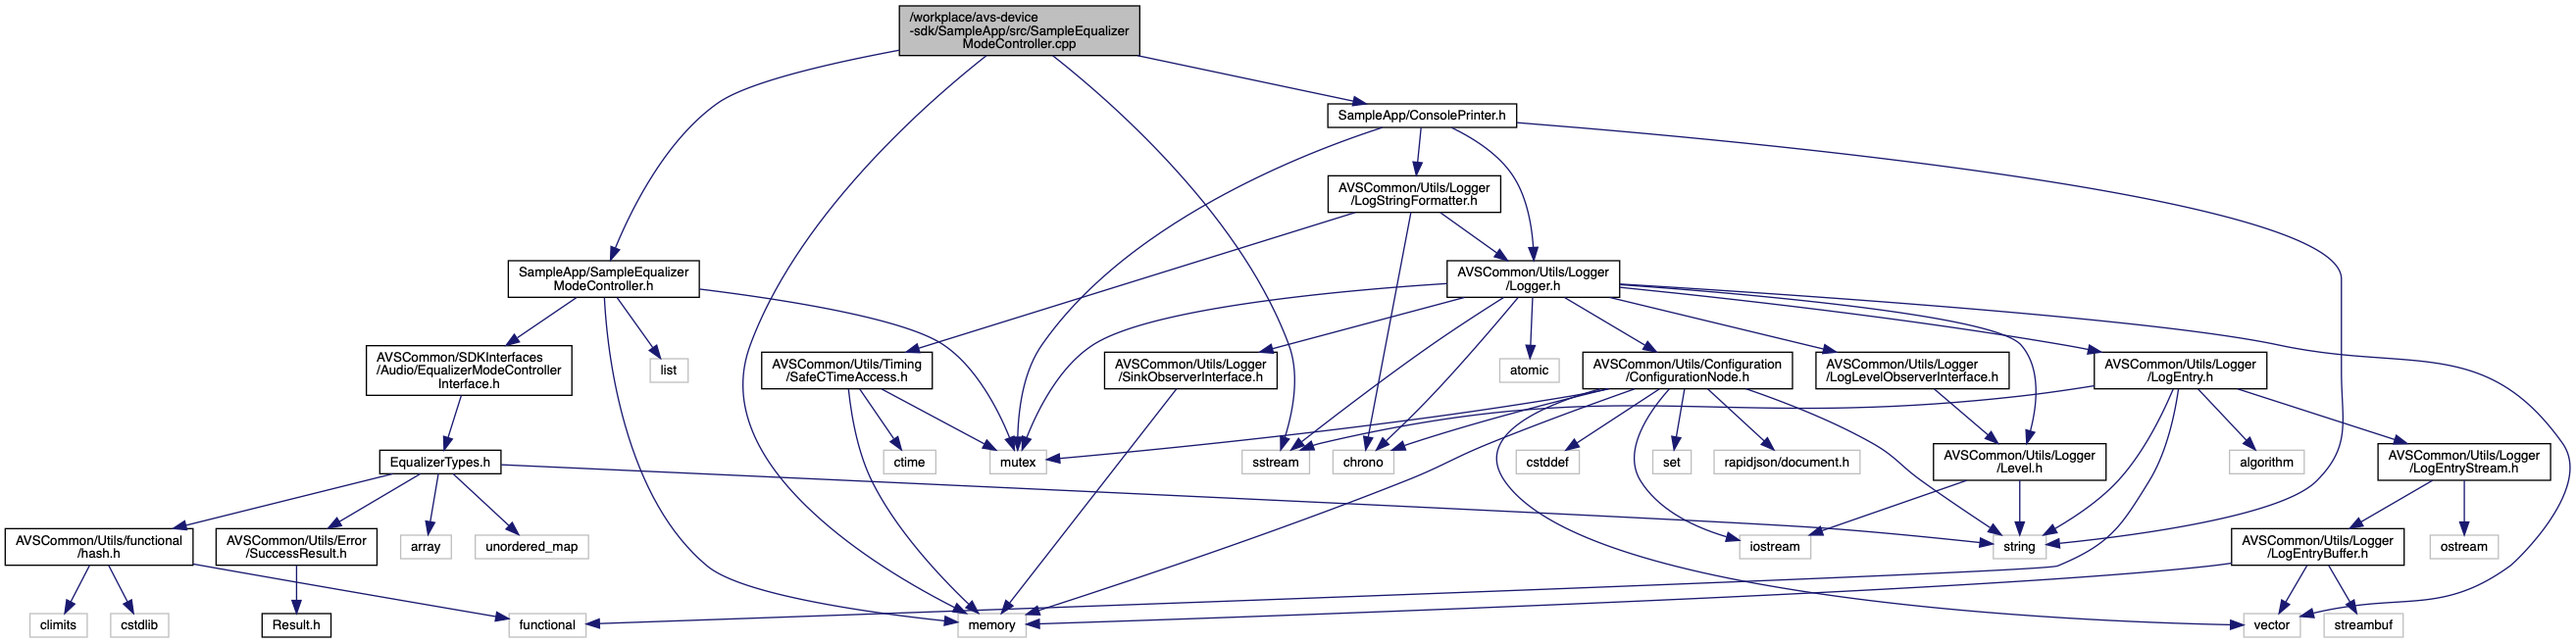 /workplace/avs-device
-sdk/SampleApp/src/SampleEqualizer
ModeController.cpp
SampleApp/ConsolePrinter.h
AVSCommon/Utils/Logger
/LogStringFormatter.h
SampleApp/SampleEqualizer
ModeController.h
AVSCommon/Utils/Logger
/Logger.h
AVSCommon/SDKInterfaces
/Audio/EqualizerModeController
Interface.h
list
AVSCommon/Utils/Timing
/SafeCTimeAccess.h
AVSCommon/Utils/Logger
/SinkObserverInterface.h
atomic
AVSCommon/Utils/Configuration
/ConfigurationNode.h
AVSCommon/Utils/Logger
/LogLevelObserverInterface.h
AVSCommon/Utils/Logger
/LogEntry.h
EqualizerTypes.h
ctime
mutex
sstream
chrono
cstddef
set
rapidjson/document.h
AVSCommon/Utils/Logger
/Level.h
algorithm
AVSCommon/Utils/Logger
/LogEntryStream.h
AVSCommon/Utils/functional
/hash.h
AVSCommon/Utils/Error
/SuccessResult.h
array
unordered_map
iostream
string
AVSCommon/Utils/Logger
/LogEntryBuffer.h
ostream
climits
cstdlib
Result.h
functional
memory
vector
streambuf